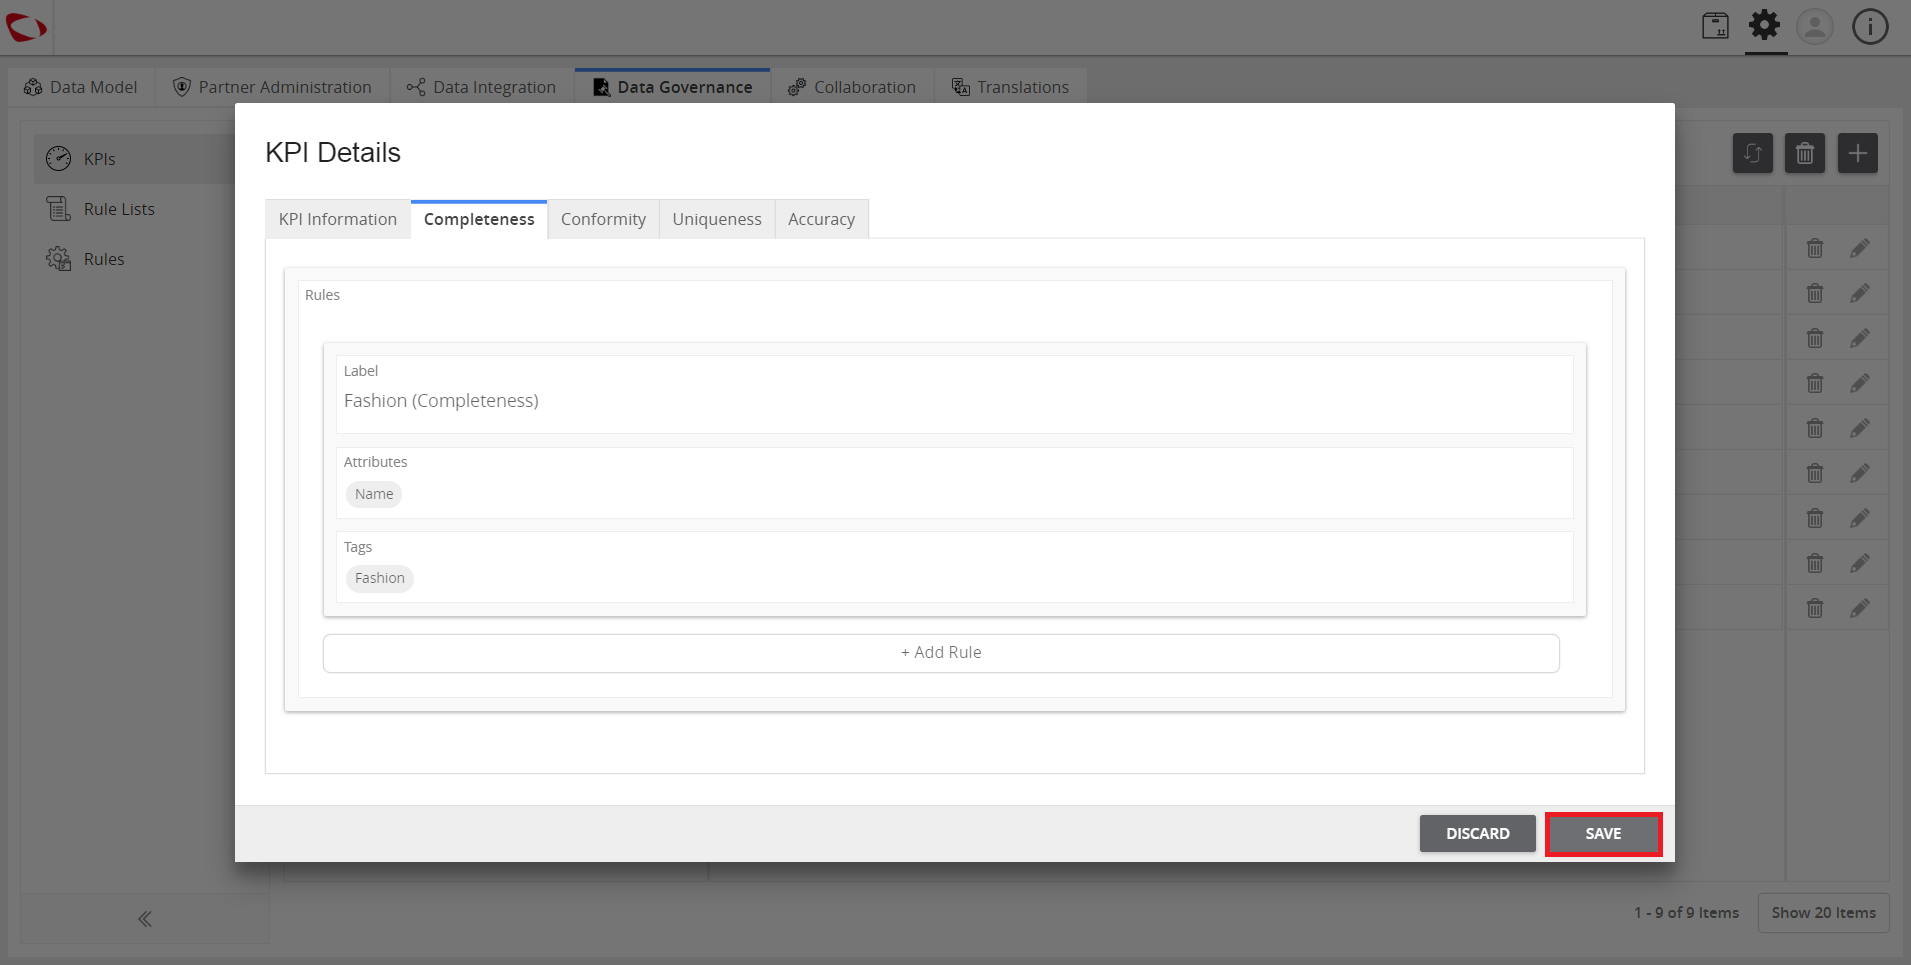 Data Model
Partner Administration
Data Integration
Data Governance
Collaboration
Translations
KPIs
Rule Lists
Rules
KPI Details
KPI Information
Completeness
Conformity
Uniqueness
Accuracy
Rules
Label
Fashion (Completeness)
Attributes
Name
Tags
Fashion
+ Add Rule
DISCARD
SAVE
1 - 9 of 9 Items
Show 20 Items